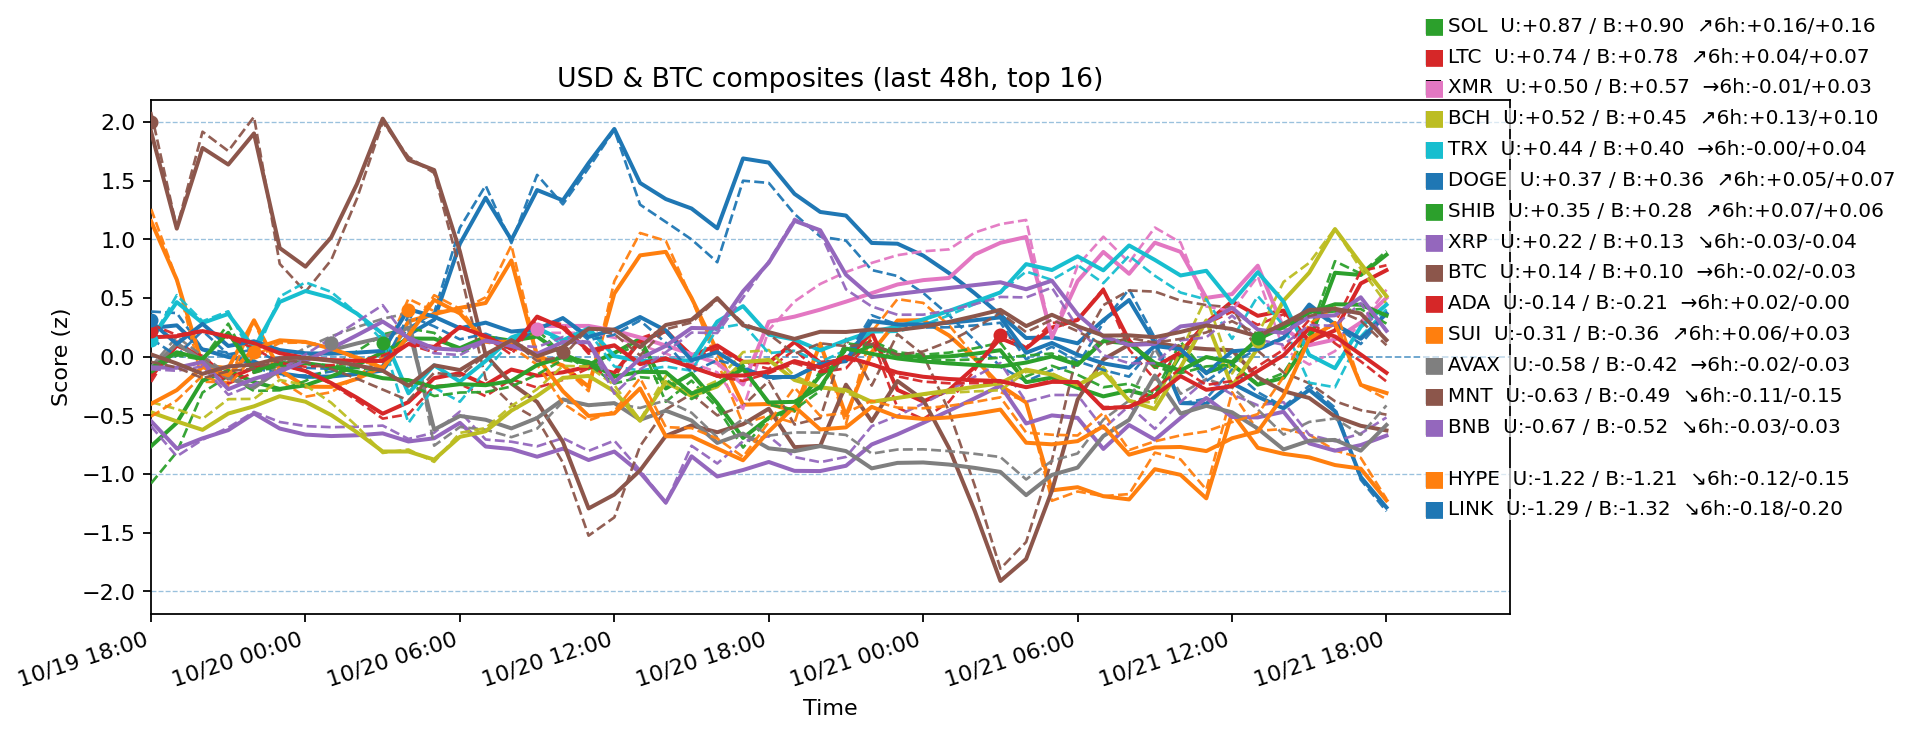 USD & BTC composites (last 48h, top 16)
Score (z)
2.0
1.5
1.0
0.5
0.0
−0.5
−1.0
−1.5
−2.0
10/19 18:00
10/20 00:00
10/20 06:00
10/20 12:00
10/20 18:00
10/21 00:00
10/21 06:00
10/21 12:00
10/21 18:00
Time
SOL U:+0.87 / B:+0.90 ↗6h:+0.16/+0.16
LTC U:+0.74 / B:+0.78 ↗6h:+0.04/+0.07
XMR U:+0.50 / B:+0.57 →6h:-0.01/+0.03
BCH U:+0.52 / B:+0.45 ↗6h:+0.13/+0.10
TRX U:+0.44 / B:+0.40 →6h:-0.00/+0.04
DOGE U:+0.37 / B:+0.36 ↗6h:+0.05/+0.07
SHIB U:+0.35 / B:+0.28 ↗6h:+0.07/+0.06
XRP U:+0.22 / B:+0.13 ↘6h:-0.03/-0.04
BTC U:+0.14 / B:+0.10 →6h:-0.02/-0.03
ADA U:-0.14 / B:-0.21 →6h:+0.02/-0.00
SUI U:-0.31 / B:-0.36 ↗6h:+0.06/+0.03
AVAX U:-0.58 / B:-0.42 →6h:-0.02/-0.03
MNT U:-0.63 / B:-0.49 ↘6h:-0.11/-0.15
BNB U:-0.67 / B:-0.52 ↘6h:-0.03/-0.03
HYPE U:-1.22 / B:-1.21 ↘6h:-0.12/-0.15
LINK U:-1.29 / B:-1.32 ↘6h:-0.18/-0.20